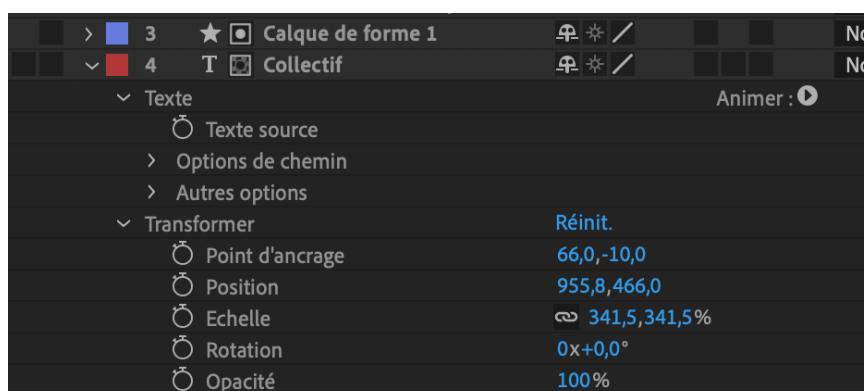 3 Calque de forme 1 No
4 T Collectif No
Texte Animer :
Texte source
Options de chemin
Autres options
Transformer Réinit.
Point d'ancrage 66,0,-10,0
Position 955,8,466,0
Echelle 341,5,341,5%
Rotation 0x+0,0°
Opacité 100%